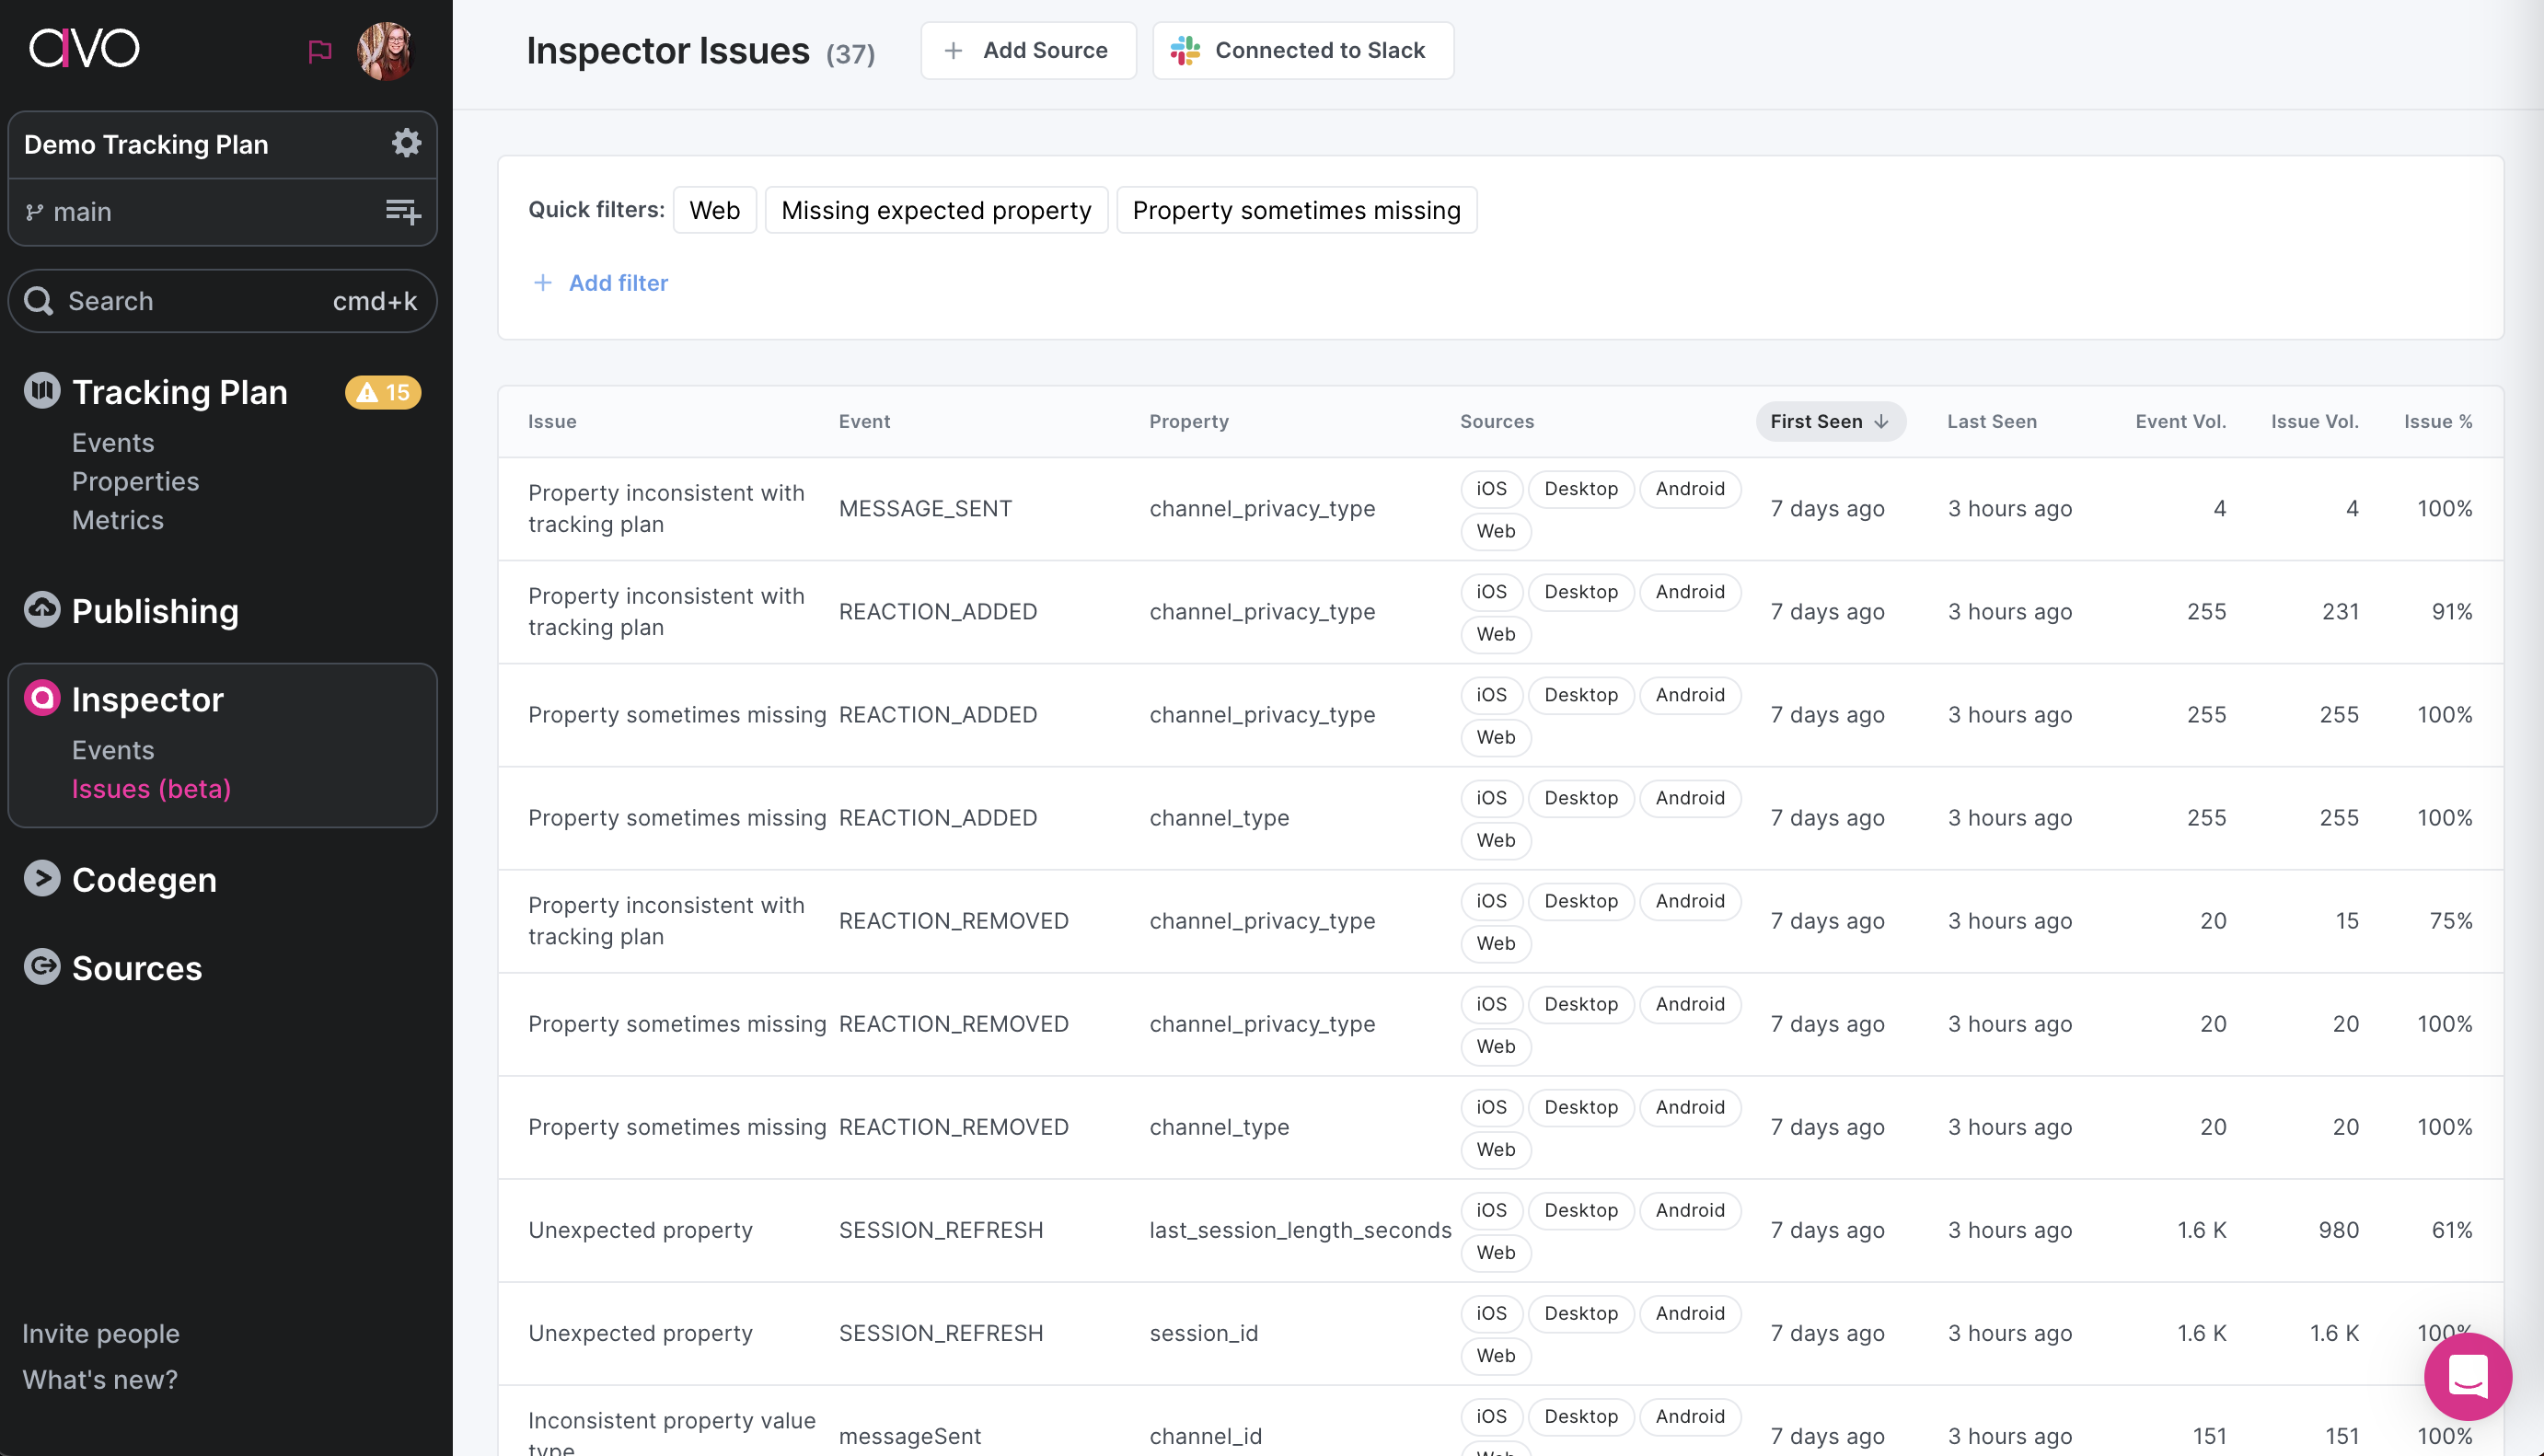 avo
Demo Tracking Plan
main
Search cmd+k
Tracking Plan 15
Events
Properties
Metrics
Publishing
Inspector
Events
Issues (beta)
Codegen
Sources
Invite people
What's new?
Inspector Issues (37) + Add Source Connected to Slack
Quick filters: Web Missing expected property Property sometimes missing
+ Add filter
Issue Event Property Sources First Seen ↓ Last Seen Event Vol. Issue Vol. Issue %
Property inconsistent with tracking plan MESSAGE_SENT channel_privacy_type iOS Desktop Android Web 7 days ago 3 hours ago 4 4 100%
Property inconsistent with tracking plan REACTION_ADDED channel_privacy_type iOS Desktop Android Web 7 days ago 3 hours ago 255 231 91%
Property sometimes missing REACTION_ADDED channel_privacy_type iOS Desktop Android Web 7 days ago 3 hours ago 255 255 100%
Property sometimes missing REACTION_ADDED channel_type iOS Desktop Android Web 7 days ago 3 hours ago 255 255 100%
Property inconsistent with tracking plan REACTION_REMOVED channel_privacy_type iOS Desktop Android Web 7 days ago 3 hours ago 20 15 75%
Property sometimes missing REACTION_REMOVED channel_privacy_type iOS Desktop Android Web 7 days ago 3 hours ago 20 20 100%
Property sometimes missing REACTION_REMOVED channel_type iOS Desktop Android Web 7 days ago 3 hours ago 20 20 100%
Unexpected property SESSION_REFRESH last_session_length_seconds iOS Desktop Android Web 7 days ago 3 hours ago 1.6 K 980 61%
Unexpected property SESSION_REFRESH session_id iOS Desktop Android Web 7 days ago 3 hours ago 1.6 K 1.6 K 100%
Inconsistent property value type messageSent channel_id iOS Desktop Android Web 7 days ago 3 hours ago 151 151 100%